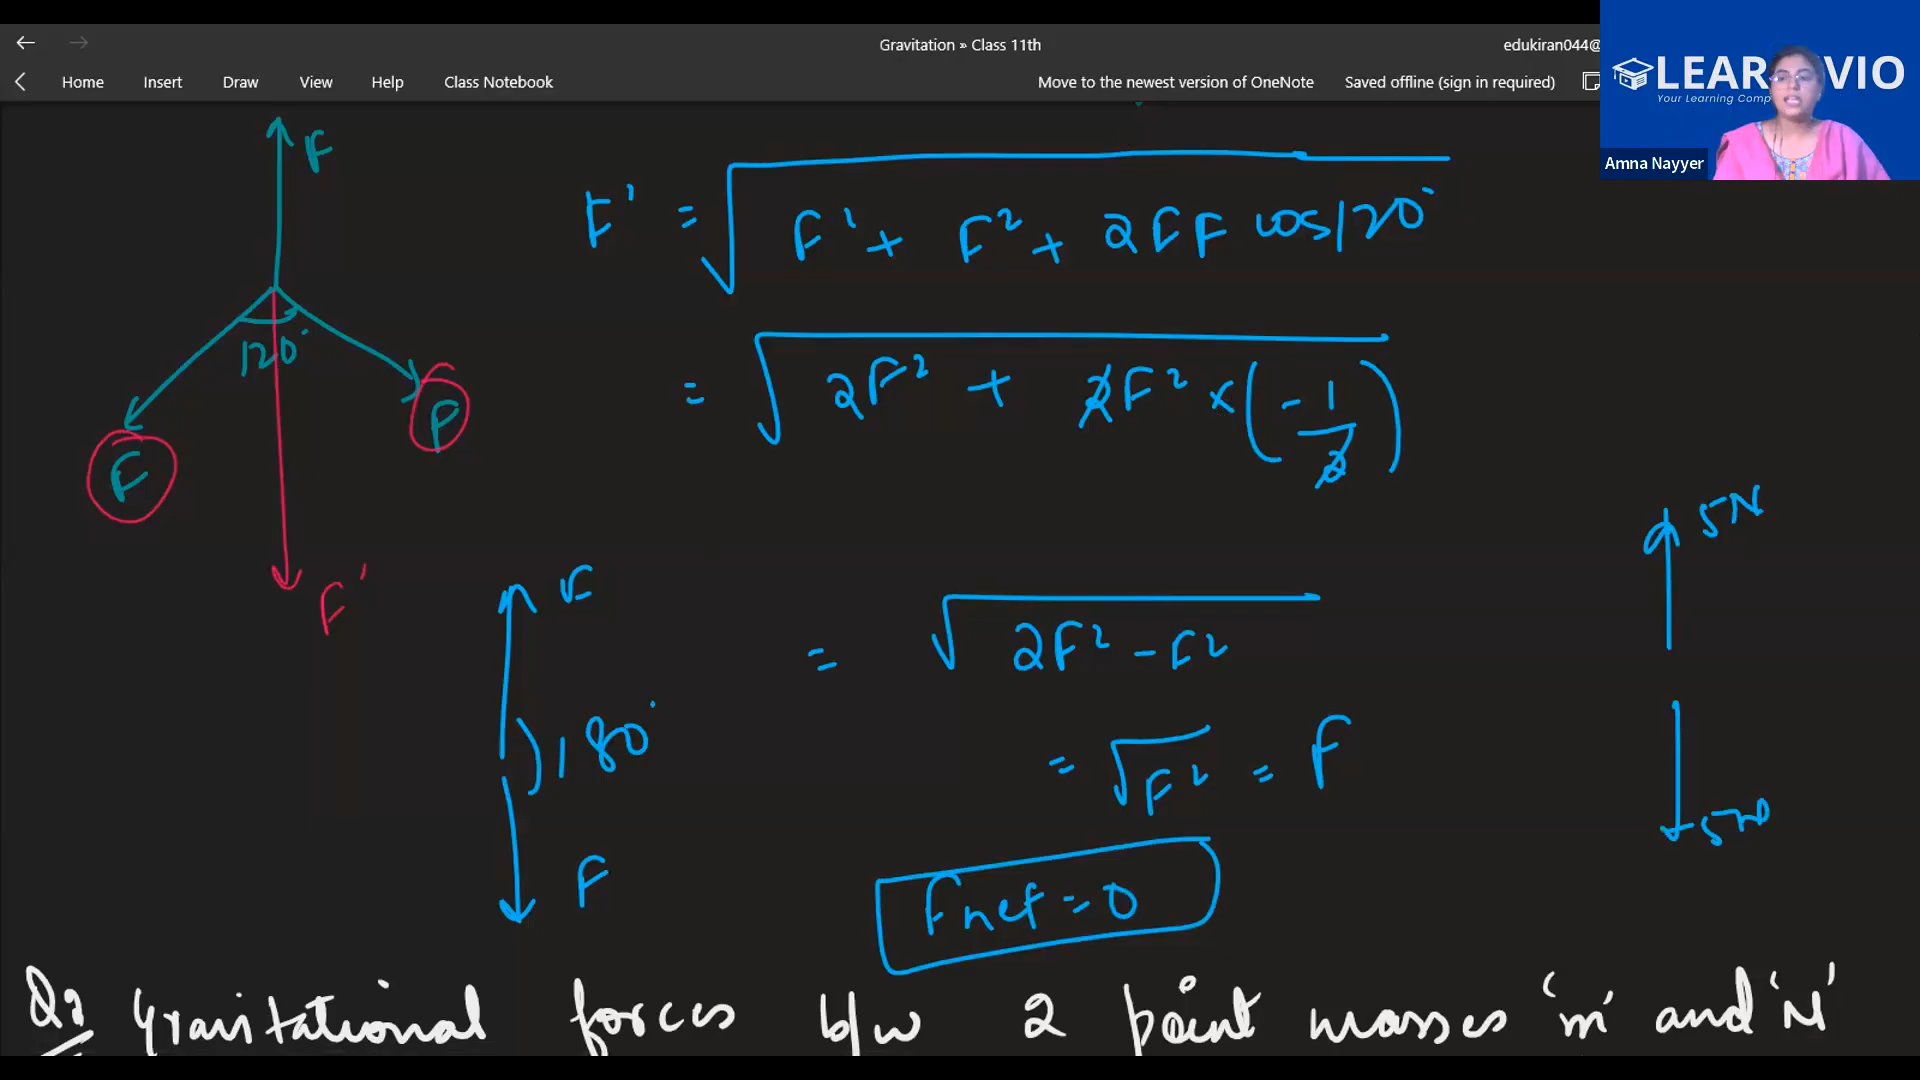 Gravitation » Class 11th
edukiran044@
Home Insert Draw View Help Class Notebook
Move to the newest version of OneNote Saved offline (sign in required)
LEAR VIO
Your Learning Comp
Amna Nayyer
F
120°
F
F
F'
F' = √F² + F² + 2FF cos120°
= √2F² + 2F² × (-1/2)
= √2F² - F²
= √F² = F
Fnet = 0
F
180°
F
5N
5N
Q2 Gravitational forces b/w 2 point masses 'm' and 'M'